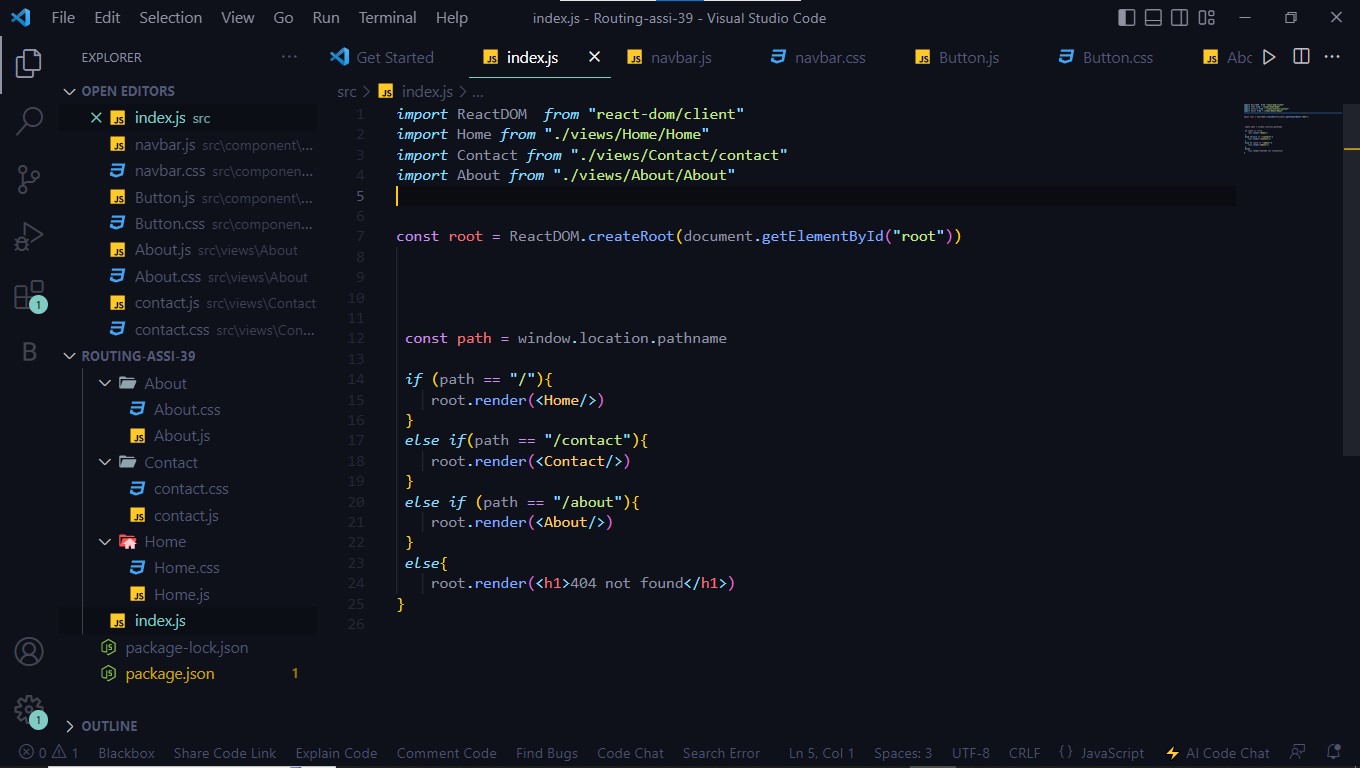 File Edit Selection View Go Run Terminal Help index.js - Routing-assi-39 - Visual Studio Code
EXPLORER ... Get Started JS index.js JS navbar.js navbar.css JS Button.js Button.css JS Abc ...
src > JS index.js > ...
OPEN EDITORS
JS index.js src
JS navbar.js src\component\...
navbar.css src\componen...
JS Button.js src\component\...
Button.css src\componen...
JS About.js src\views\About
About.css src\views\About
JS contact.js src\views\Contact
contact.css src\views\Con...
ROUTING-ASSI-39
About
About.css
JS About.js
Contact
contact.css
JS contact.js
Home
Home.css
JS Home.js
JS index.js
package-lock.json
package.json 1
OUTLINE
1
B
1
1 import ReactDOM  from "react-dom/client"
2 import Home from "./views/Home/Home"
3 import Contact from "./views/Contact/contact"
4 import About from "./views/About/About"
5
6
7 const root = ReactDOM.createRoot(document.getElementById("root"))
8
9
10
11
12 const path = window.location.pathname
13
14 if (path == "/"){
15 root.render(<Home/>)
16 }
17 else if(path == "/contact"){
18 root.render(<Contact/>)
19 }
20 else if (path == "/about"){
21 root.render(<About/>)
22 }
23 else{
24 root.render(<h1>404 not found</h1>)
25 }
26
0 1 Blackbox Share Code Link Explain Code Comment Code Find Bugs Code Chat Search Error Ln 5, Col 1 Spaces: 3 UTF-8 CRLF {} JavaScript AI Code Chat